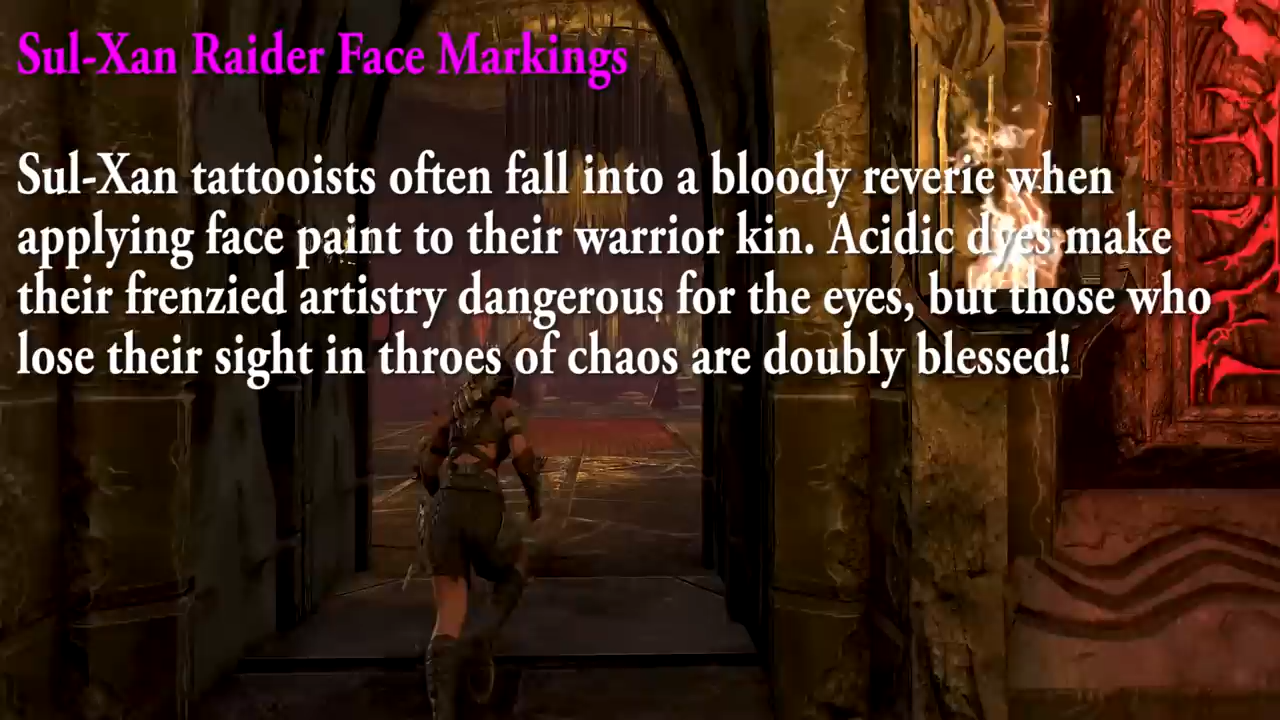 Sul-Xan Raider Face Markings
Sul-Xan tattooists often fall into a bloody reverie when
applying face paint to their warrior kin. Acidic dyes make
their frenzied artistry dangerous for the eyes, but those who
lose their sight in throes of chaos are doubly blessed!